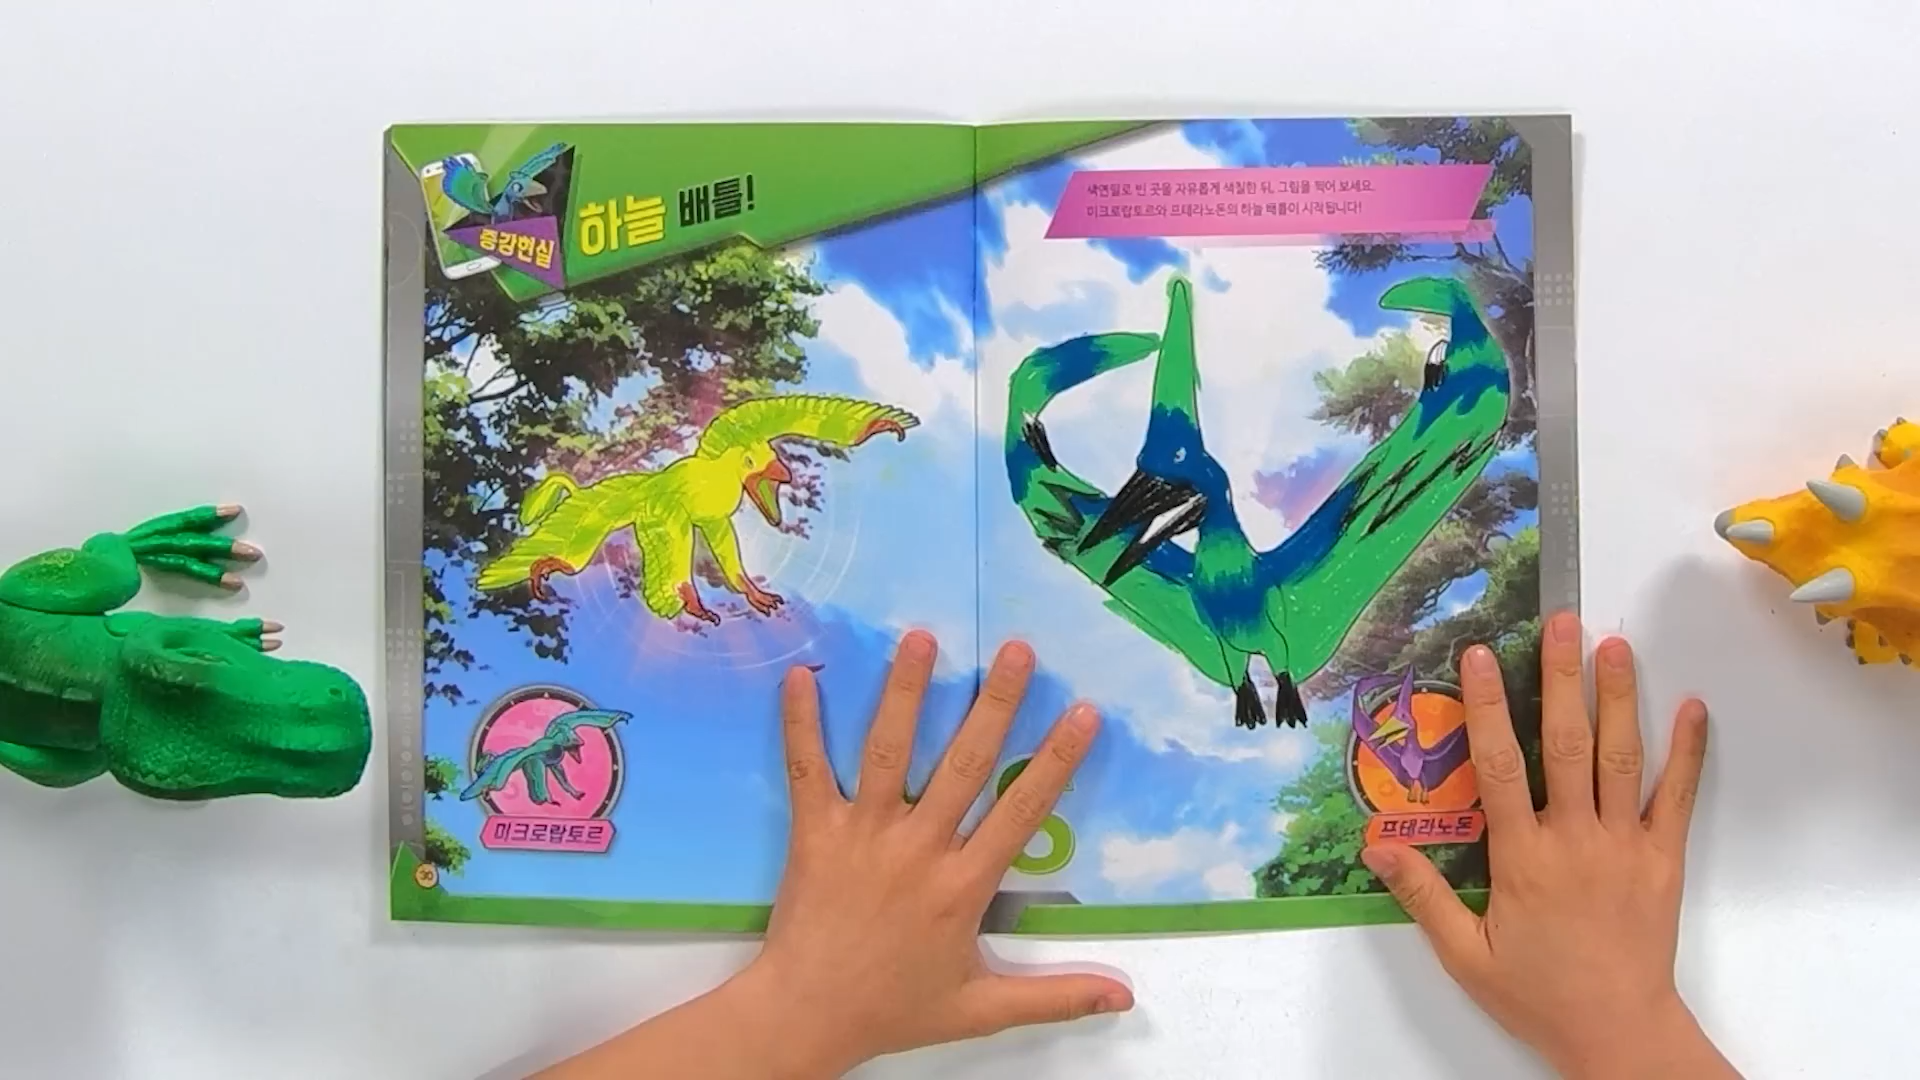 증강현실
하늘 배틀!
색연필로 빈 곳을 자유롭게 색칠한 뒤, 그림을 찍어 보세요.
미크로랍토르와 프테라노돈의 하늘 배틀이 시작됩니다!
미크로랍토르
프테라노돈
30